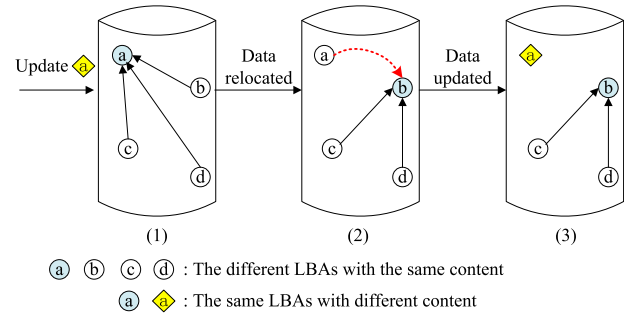 Update a
a
b
c
d
(1)
Data
relocated
a
b
c
d
(2)
Data
updated
a
b
c
d
(3)
a b c d : The different LBAs with the same content
a a : The same LBAs with different content